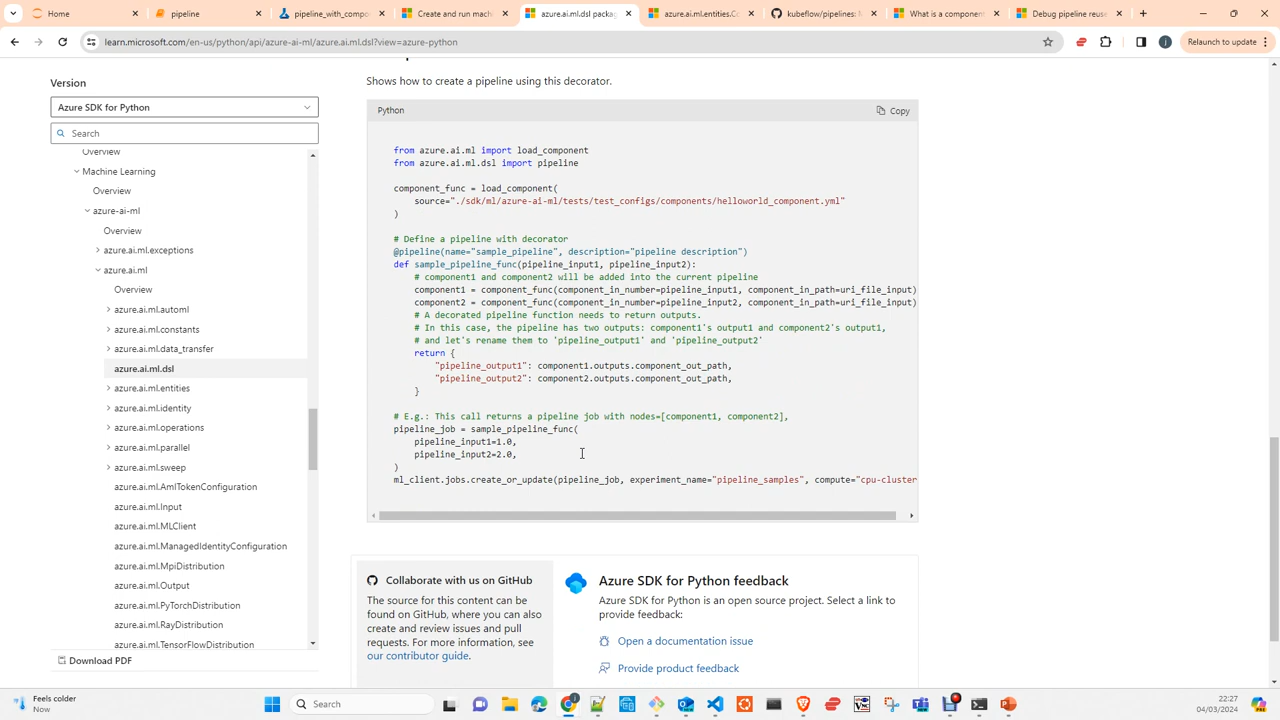 Home
pipeline
pipeline_with_compo
Create and run machi
azure.ai.ml.dsl packag
azure.ai.ml.entities.Co
kubeflow/pipelines: M
What is a component
Debug pipeline reuse
learn.microsoft.com/en-us/python/api/azure-ai-ml/azure.ai.ml.dsl?view=azure-python
Relaunch to update
Version
Azure SDK for Python
Search
Overview
Machine Learning
Overview
azure-ai-ml
Overview
azure.ai.ml.exceptions
azure.ai.ml
Overview
azure.ai.ml.automl
azure.ai.ml.constants
azure.ai.ml.data_transfer
azure.ai.ml.dsl
azure.ai.ml.entities
azure.ai.ml.identity
azure.ai.ml.operations
azure.ai.ml.parallel
azure.ai.ml.sweep
azure.ai.ml.AmlTokenConfiguration
azure.ai.ml.Input
azure.ai.ml.MLClient
azure.ai.ml.ManagedIdentityConfiguration
azure.ai.ml.MpiDistribution
azure.ai.ml.Output
azure.ai.ml.PyTorchDistribution
azure.ai.ml.RayDistribution
azure.ai.ml.TensorFlowDistribution
Download PDF
Shows how to create a pipeline using this decorator.
Python
Copy
from azure.ai.ml import load_component
from azure.ai.ml.dsl import pipeline
component_func = load_component(
source="./sdk/ml/azure-ai-ml/tests/test_configs/components/helloworld_component.yml"
)
# Define a pipeline with decorator
@pipeline(name="sample_pipeline", description="pipeline description")
def sample_pipeline_func(pipeline_input1, pipeline_input2):
# component1 and component2 will be added into the current pipeline
component1 = component_func(component_in_number=pipeline_input1, component_in_path=uri_file_input)
component2 = component_func(component_in_number=pipeline_input2, component_in_path=uri_file_input)
# A decorated pipeline function needs to return outputs.
# In this case, the pipeline has two outputs: component1's output1 and component2's output1,
# and let's rename them to 'pipeline_output1' and 'pipeline_output2'
return {
"pipeline_output1": component1.outputs.component_out_path,
"pipeline_output2": component2.outputs.component_out_path,
}
# E.g.: This call returns a pipeline job with nodes=[component1, component2],
pipeline_job = sample_pipeline_func(
pipeline_input1=1.0,
pipeline_input2=2.0,
)
ml_client.jobs.create_or_update(pipeline_job, experiment_name="pipeline_samples", compute="cpu-cluster
Collaborate with us on GitHub
The source for this content can be
found on GitHub, where you can also
create and review issues and pull
requests. For more information, see
our contributor guide.
Azure SDK for Python feedback
Azure SDK for Python is an open source project. Select a link to
provide feedback:
Open a documentation issue
Provide product feedback
Feels colder
Now
Search
22:27
04/03/2024